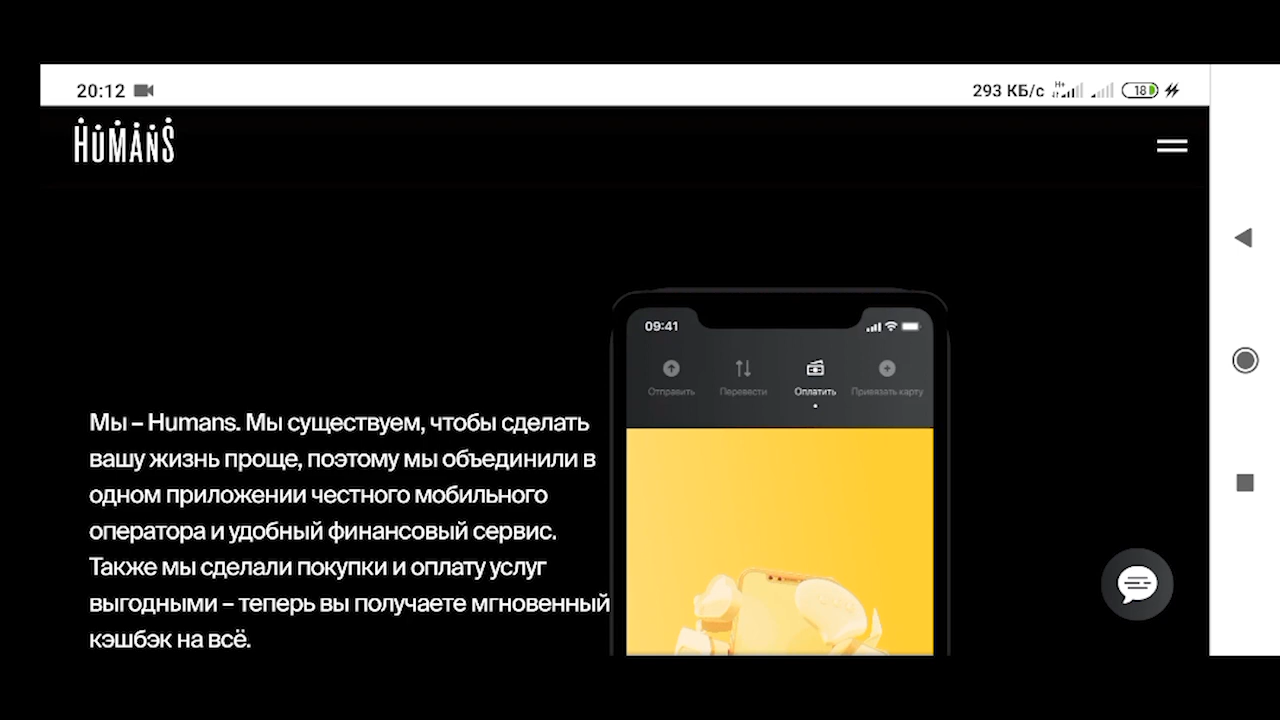 20:12
293 КБ/с H+ 18
HUMANS
09:41
Отправить Перевести Оплатить Привязать карту
Мы – Humans. Мы существуем, чтобы сделать
вашу жизнь проще, поэтому мы объединили в
одном приложении честного мобильного
оператора и удобный финансовый сервис.
Также мы сделали покупки и оплату услуг
выгодными – теперь вы получаете мгновенный
кэшбэк на всё.